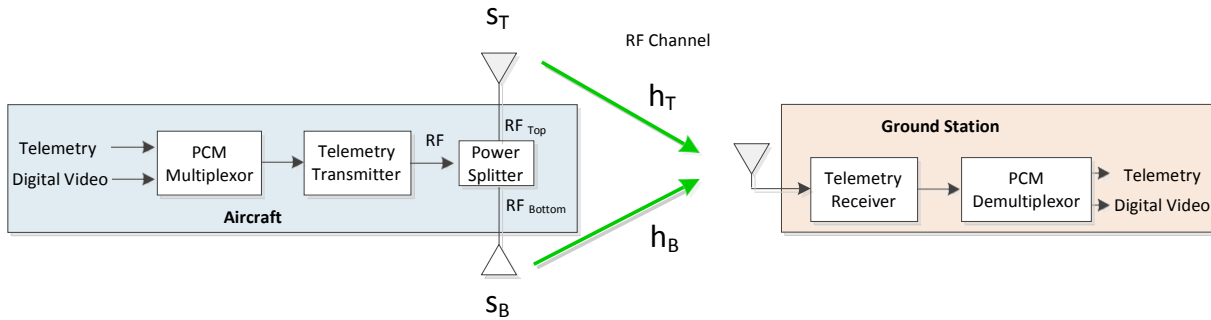 S_T
RF Channel
h_T
Ground Station
RF Top
Telemetry
Digital Video
PCM
Multiplexor
Telemetry
Transmitter
RF
Power
Splitter
RF Bottom
Aircraft
Telemetry
Receiver
PCM
Demultiplexor
Telemetry
Digital Video
h_B
S_B